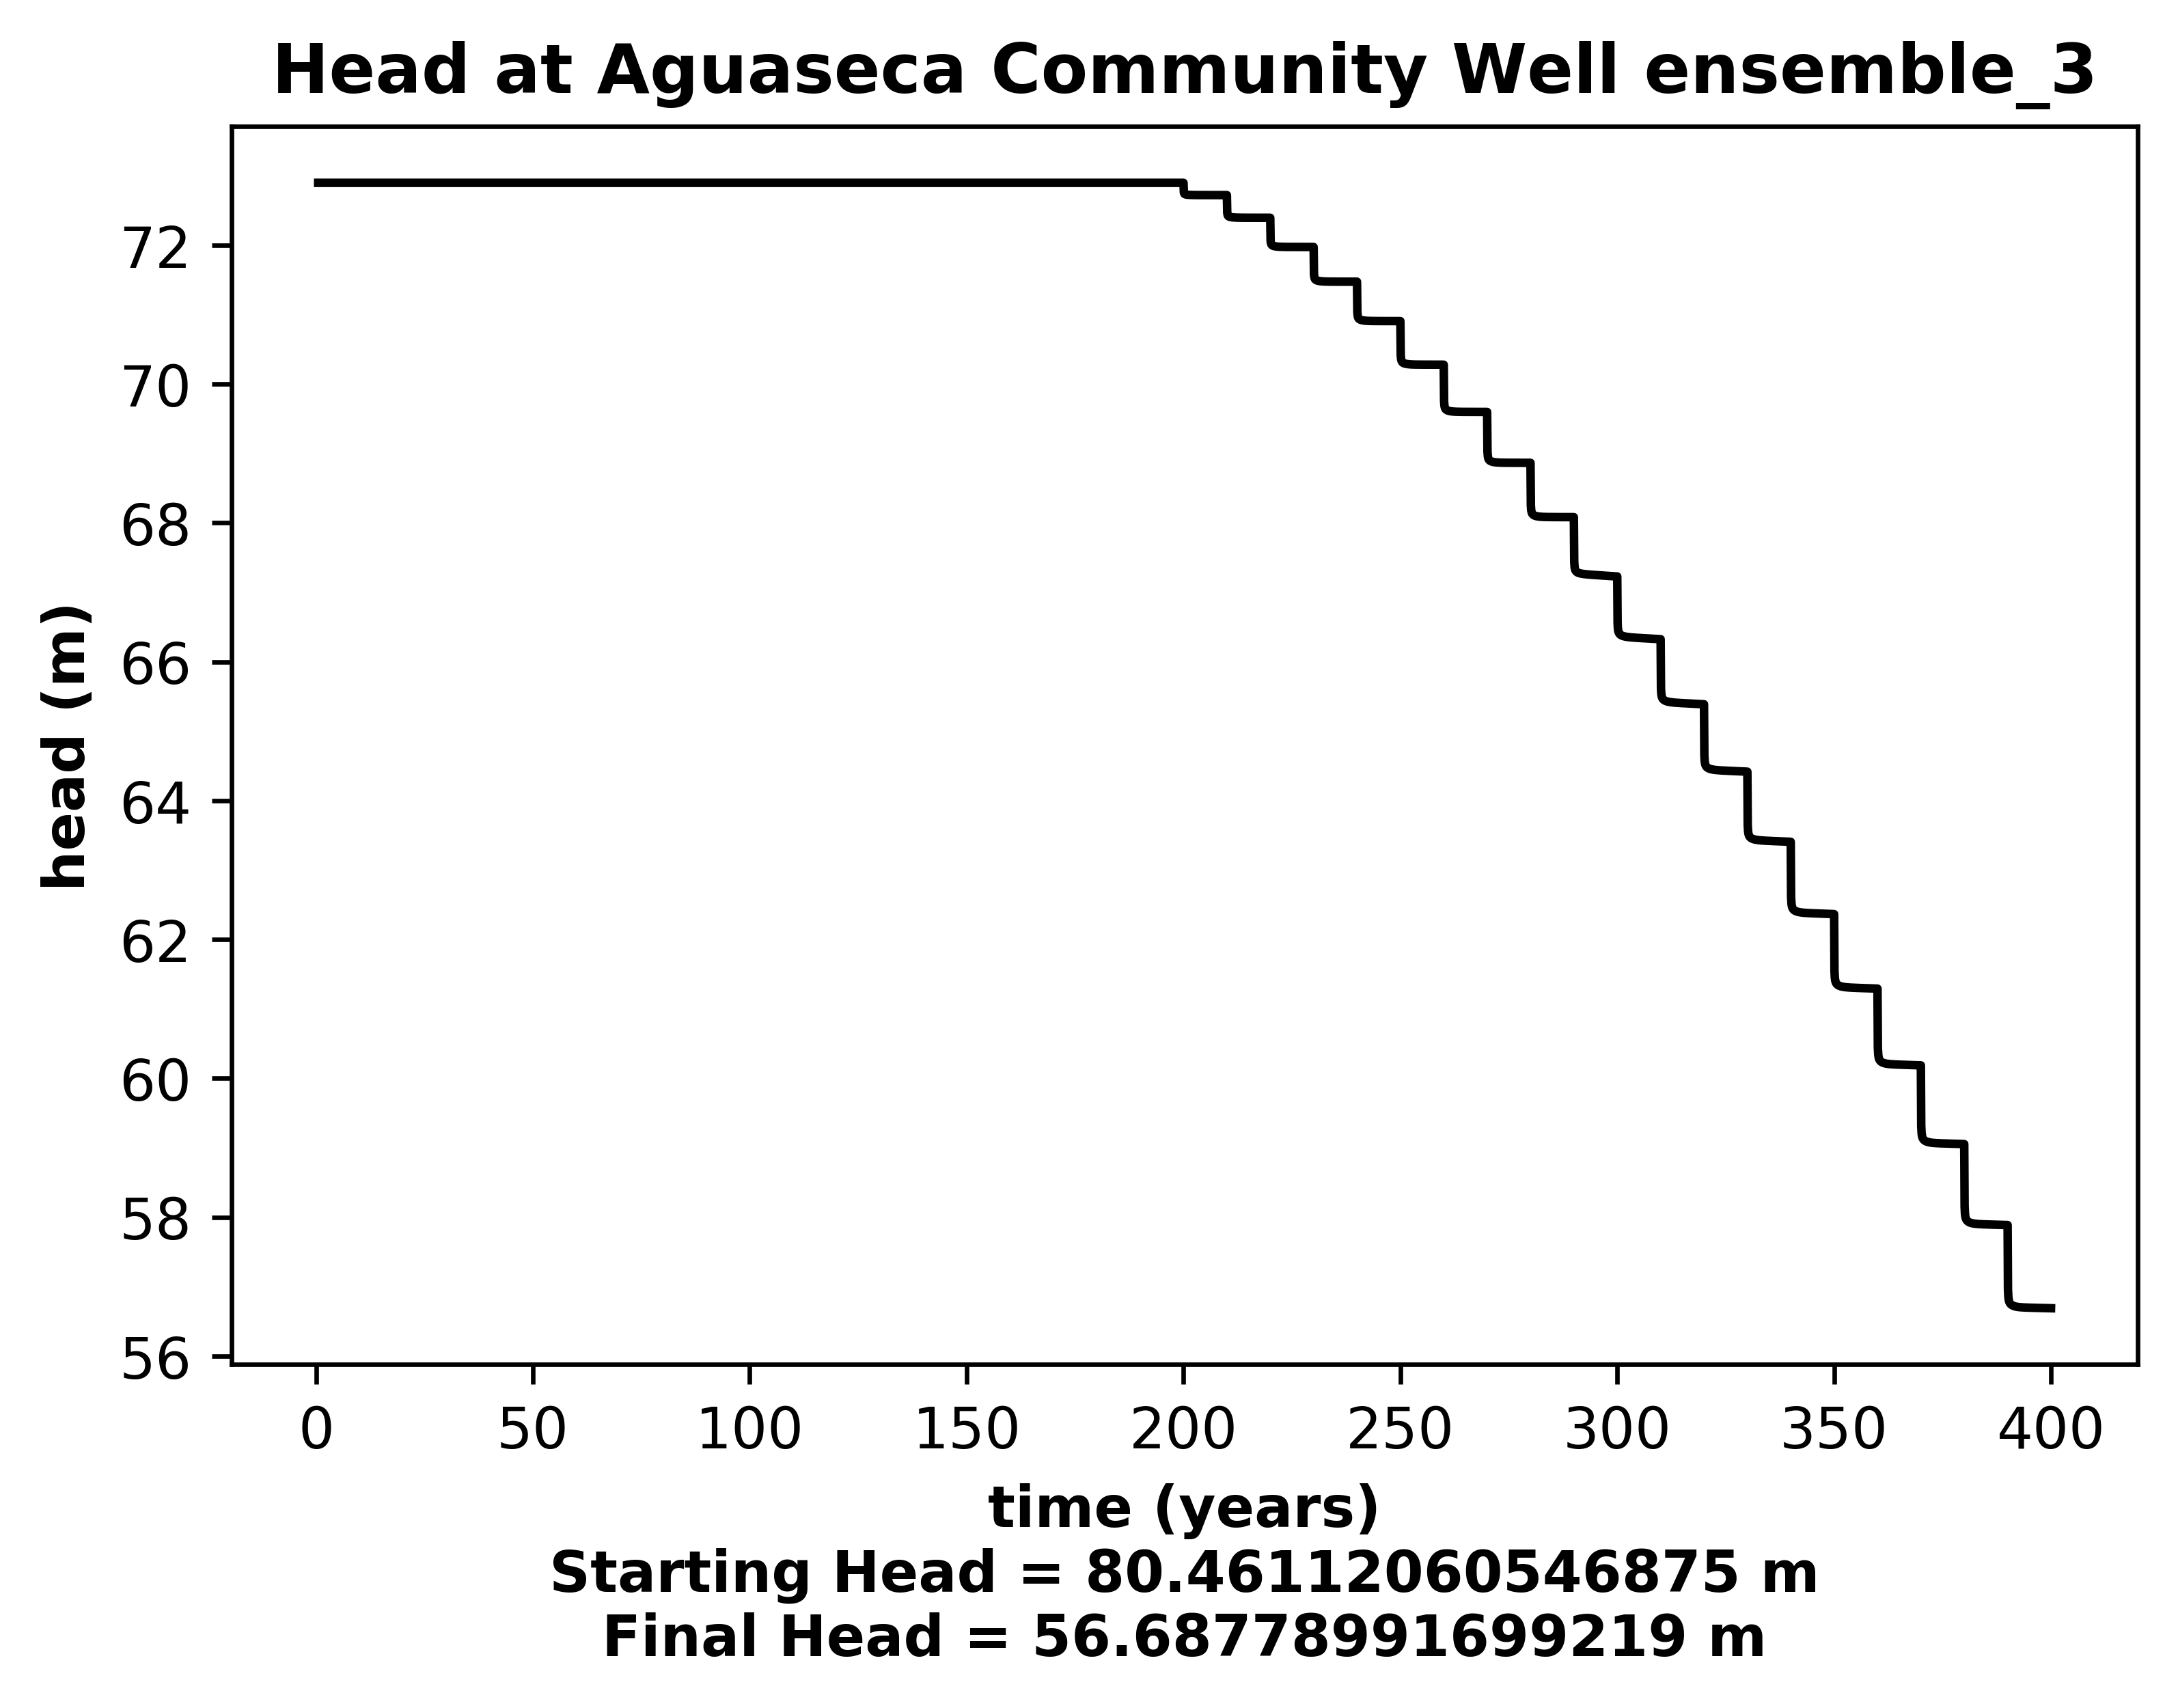 Head at Aguaseca Community Well ensemble_3
head (m)
72
70
68
66
64
62
60
58
56
0 50 100 150 200 250 300 350 400
time (years)
Starting Head = 80.46112060546875 m
Final Head = 56.68778991699219 m